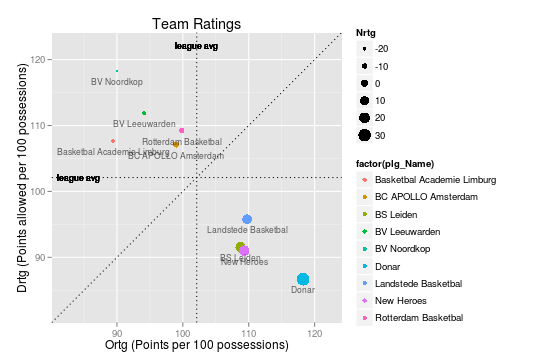 Team Ratings
Drtg (Points allowed per 100 possessions)
120
110
100
90
league avg
BV Noordkop
BV Leeuwarden
Rotterdam Basketbal
Basketbal Academie Limburg
BC APOLLO Amsterdam
league avg
Landstede Basketbal
BS Leiden
New Heroes
Donar
90
100
110
120
Ortg (Points per 100 possessions)
Nrtg
-20
-10
0
10
20
30
factor(plg_Name)
Basketbal Academie Limburg
BC APOLLO Amsterdam
BS Leiden
BV Leeuwarden
BV Noordkop
Donar
Landstede Basketbal
New Heroes
Rotterdam Basketbal